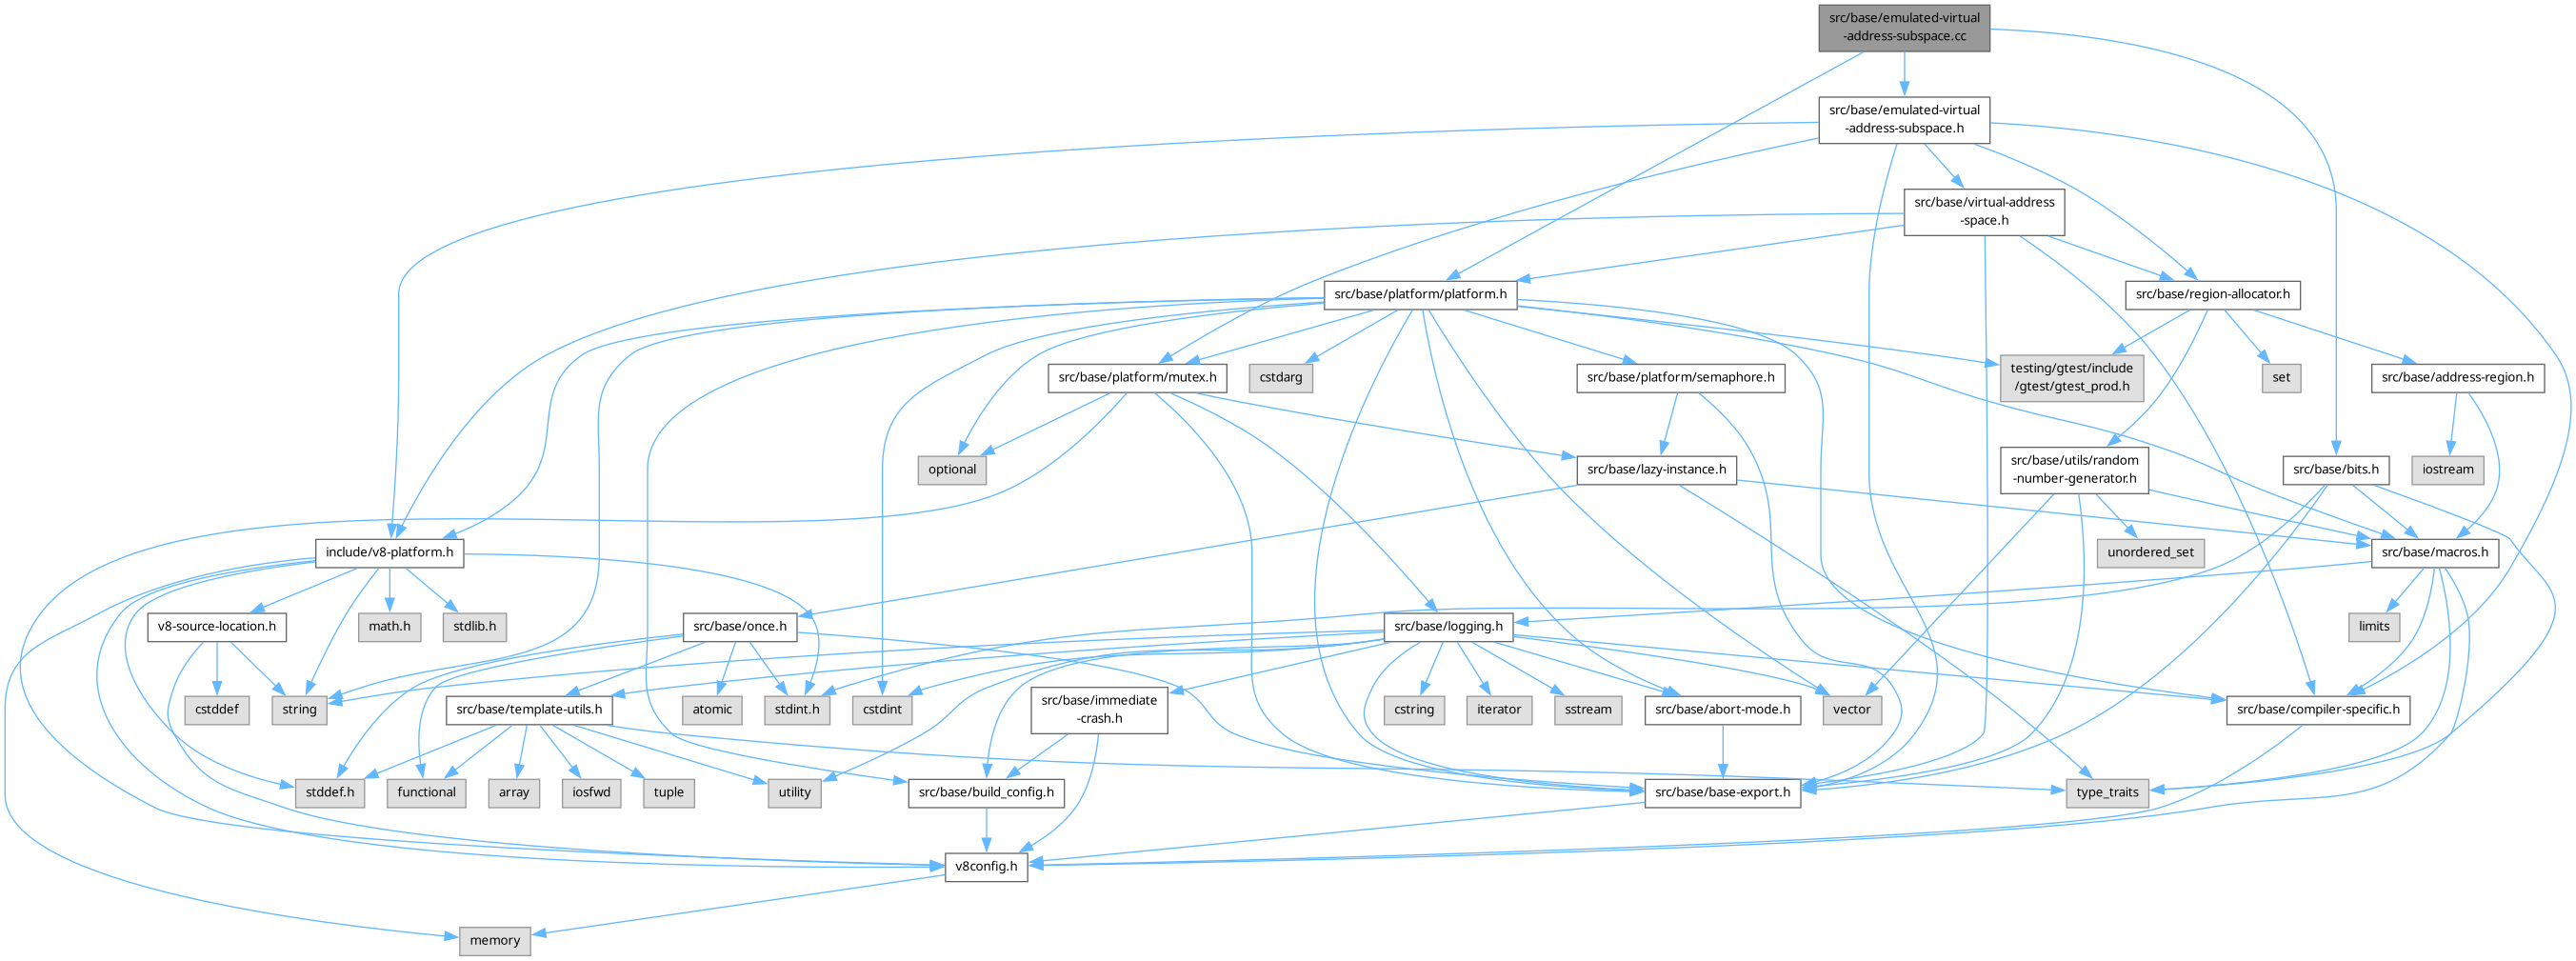 src/base/emulated-virtual
-address-subspace.cc
src/base/emulated-virtual
-address-subspace.h
src/base/virtual-address
-space.h
src/base/platform/platform.h
src/base/region-allocator.h
src/base/platform/mutex.h
cstdarg
src/base/platform/semaphore.h
testing/gtest/include
/gtest/gtest_prod.h
set
src/base/address-region.h
optional
src/base/lazy-instance.h
src/base/utils/random
-number-generator.h
src/base/bits.h
iostream
include/v8-platform.h
unordered_set
src/base/macros.h
v8-source-location.h
math.h
stdlib.h
src/base/once.h
src/base/logging.h
limits
cstddef
string
src/base/template-utils.h
atomic
stdint.h
cstdint
src/base/immediate
-crash.h
cstring
iterator
sstream
src/base/abort-mode.h
vector
src/base/compiler-specific.h
stddef.h
functional
array
iosfwd
tuple
utility
src/base/build_config.h
src/base/base-export.h
type_traits
v8config.h
memory